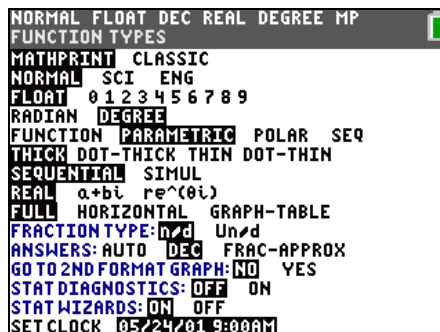 NORMAL FLOAT DEC REAL DEGREE MP
FUNCTION TYPES
MATHPRINT CLASSIC
NORMAL SCI ENG
FLOAT 0 1 2 3 4 5 6 7 8 9
RADIAN DEGREE
FUNCTION PARAMETRIC POLAR SEQ
THICK DOT-THICK THIN DOT-THIN
SEQUENTIAL SIMUL
REAL a+bi re^(θi)
FULL HORIZONTAL GRAPH-TABLE
FRACTION TYPE: n/d Un/d
ANSWERS: AUTO DEC FRAC-APPROX
GO TO 2ND FORMAT GRAPH: NO YES
STAT DIAGNOSTICS: OFF ON
STAT WIZARDS: ON OFF
SET CLOCK 05/24/01 9:00AM